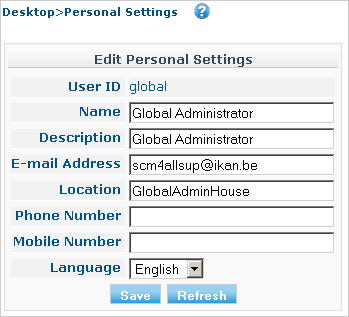 Desktop>Personal Settings ?
Edit Personal Settings
User ID global
Name Global Administrator
Description Global Administrator
E-mail Address scm4allsup@ikan.be
Location GlobalAdminHouse
Phone Number
Mobile Number
Language English
Save Refresh